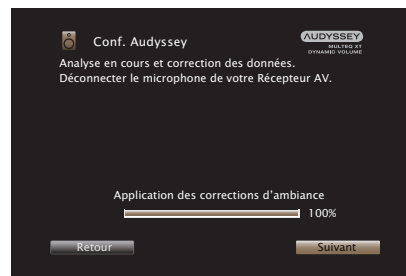 Conf. Audyssey
AUDYSSEY
MULTEQ XT
DYNAMIC VOLUME
Analyse en cours et correction des données.
Déconnecter le microphone de votre Récepteur AV.
Application des corrections d'ambiance
100%
Retour
Suivant